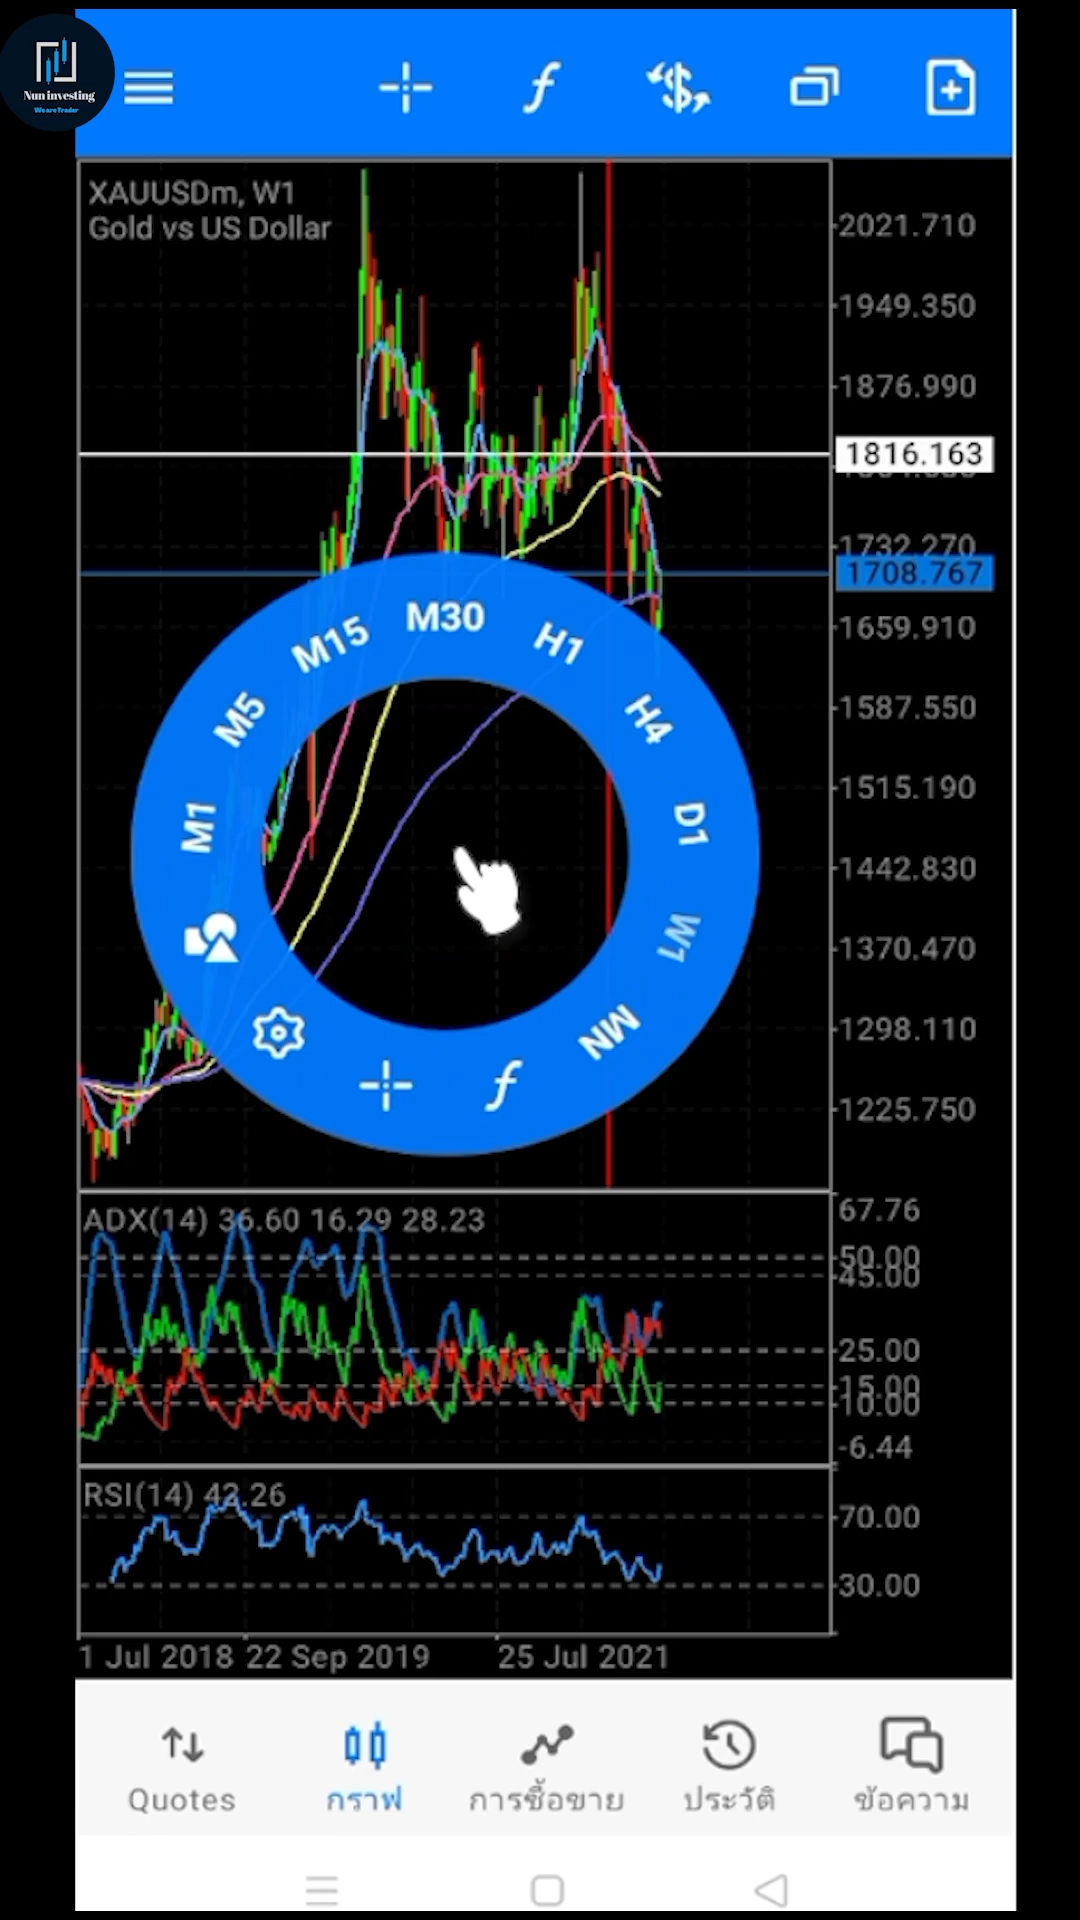 Nun investing
We are Trader
XAUUSDm, W1
Gold vs US Dollar
2021.710
1949.350
1876.990
1816.163
1732.270
1708.767
1659.910
1587.550
1515.190
1442.830
1370.470
1298.110
1225.750
M1
M5
M15
M30
H1
H4
D1
W1
MN
f
ADX(14) 36.60 16.29 28.23
67.76
50.00
45.00
25.00
15.00
10.00
-6.44
RSI(14) 42.26
70.00
30.00
1 Jul 2018 22 Sep 2019 25 Jul 2021
Quotes กราฟ การซื้อขาย ประวัติ ข้อความ